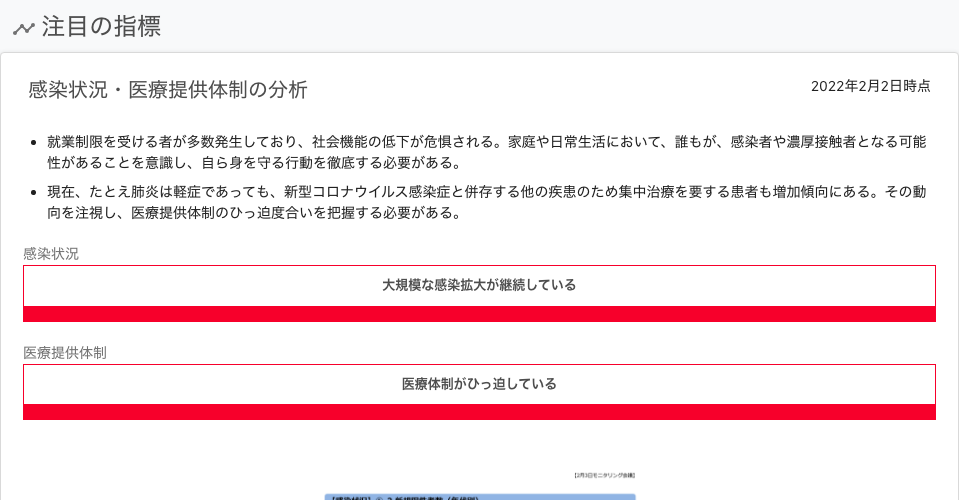 注目の指標
感染状況・医療提供体制の分析
2022年2月2日時点
就業制限を受ける者が多数発生しており、社会機能の低下が危惧される。家庭や日常生活において、誰もが、感染者や濃厚接触者となる可能
性があることを意識し、自ら身を守る行動を徹底する必要がある。
現在、たとえ肺炎は軽症であっても、新型コロナウイルス感染症と併存する他の疾患のため集中治療を要する患者も増加傾向にある。その動
向を注視し、医療提供体制のひっ迫度合いを把握する必要がある。
感染状況
大規模な感染拡大が継続している
医療提供体制
医療体制がひっ迫している
【2月3日モニタリング会議】